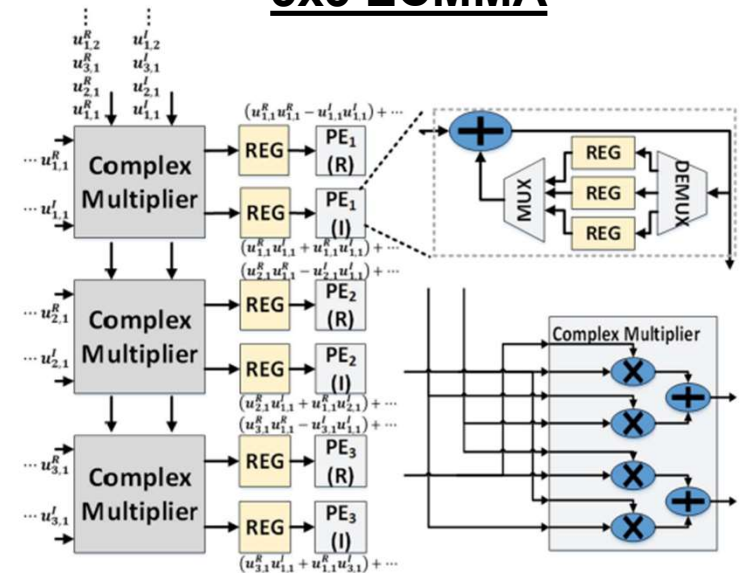 ⋮ ⋮
u^R_{1,2} u^I_{1,2}
u^R_{3,1} u^I_{3,1}
u^R_{2,1} u^I_{2,1}
u^R_{1,1} u^I_{1,1}
(u^R_{1,1}u^R_{1,1} − u^I_{1,1}u^I_{1,1}) + ⋯
⋯ u^R_{1,1}
⋯ u^I_{1,1}
Complex
Multiplier
REG
PE₁
(R)
REG
PE₁
(I)
(u^R_{1,1}u^I_{1,1} + u^R_{1,1}u^I_{1,1}) + ⋯
(u^R_{2,1}u^R_{1,1} − u^I_{2,1}u^I_{1,1}) + ⋯
⋯ u^R_{2,1}
⋯ u^I_{2,1}
Complex
Multiplier
REG
PE₂
(R)
REG
PE₂
(I)
(u^R_{2,1}u^I_{1,1} + u^R_{1,1}u^I_{2,1}) + ⋯
(u^R_{3,1}u^R_{1,1} − u^I_{3,1}u^I_{1,1}) + ⋯
⋯ u^R_{3,1}
⋯ u^I_{3,1}
Complex
Multiplier
REG
PE₃
(R)
REG
PE₃
(I)
(u^R_{3,1}u^I_{1,1} + u^R_{1,1}u^I_{3,1}) + ⋯
+
MUX
REG
REG
REG
DEMUX
Complex Multiplier
×
×
+
×
×
+